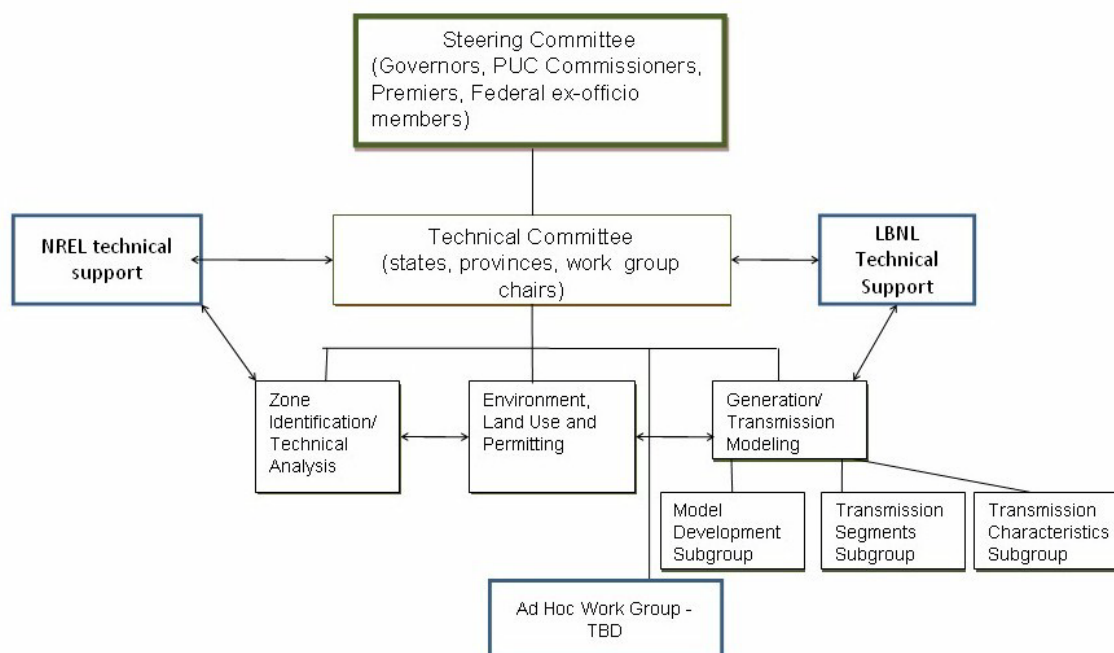 Steering Committee
(Governors, PUC Commissioners,
Premiers, Federal ex-officio
members)
NREL technical
support
Technical Committee
(states, provinces, work group
chairs)
LBNL
Technical
Support
Zone
Identification/
Technical
Analysis
Environment,
Land Use and
Permitting
Generation/
Transmission
Modeling
Model
Development
Subgroup
Transmission
Segments
Subgroup
Transmission
Characteristics
Subgroup
Ad Hoc Work Group -
TBD